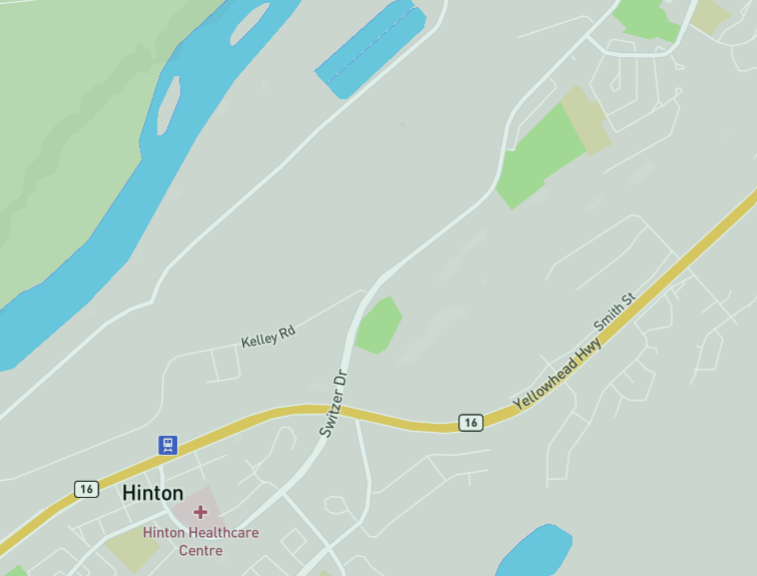 Kelley Rd
Smith St
Yellowhead Hwy
Switzer Dr
16
16
Hinton
Hinton Healthcare
Centre